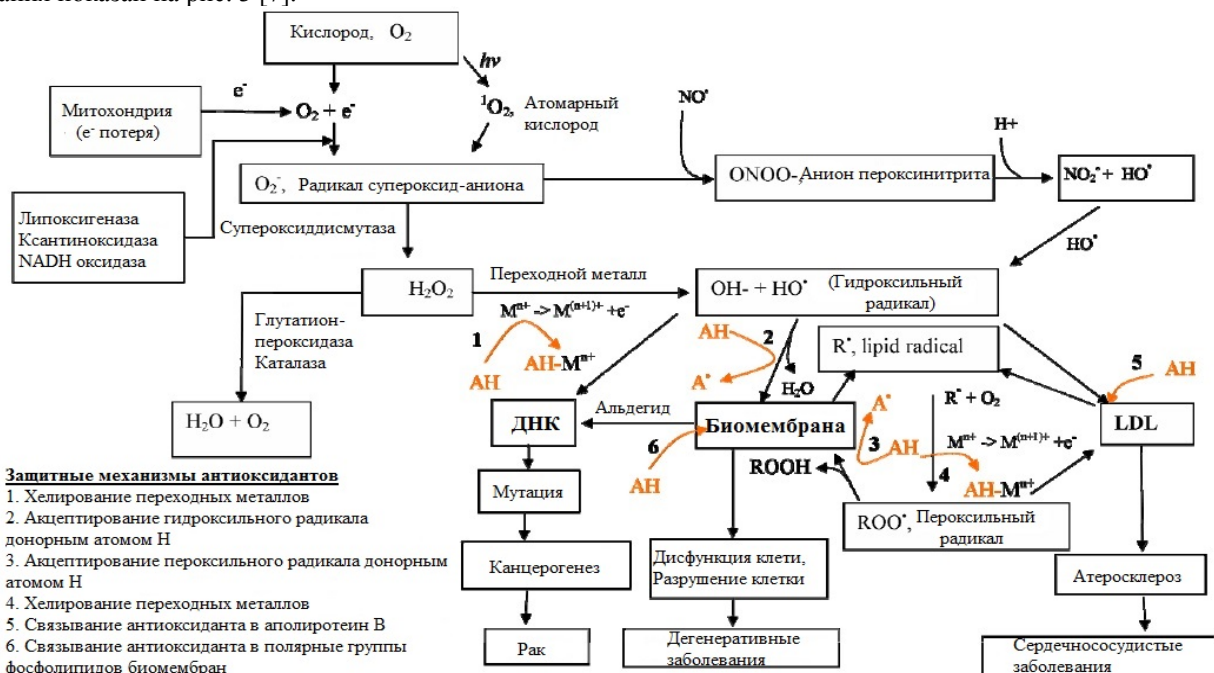 Кислород, O₂
hν
Митохондрия
(e⁻ потеря)
e⁻
O₂ + e⁻
¹O₂,
Атомарный
кислород
NO•
H+
O₂⁻, Радикал супероксид-аниона
ONOO-,Анион пероксинитрита
NO₂• + HO•
Липоксигеназа
Ксантиноксидаза
NADH оксидаза
Супероксиддисмутаза
HO•
H₂O₂
Переходной металл
OH- + HO•
(Гидроксильный
радикал)
Mⁿ⁺ -> M⁽ⁿ⁺¹⁾⁺ +e⁻
Глутатион-
пероксидаза
Каталаза
1
AH
AH-Mⁿ⁺
AH
2
A•
H₂O
R•, lipid radical
5
AH
H₂O + O₂
ДНК
Альдегид
Биомембрана
A•
R• + O₂
LDL
6
AH
3
AH
Mⁿ⁺ -> M⁽ⁿ⁺¹⁾⁺ +e⁻
4
AH-Mⁿ⁺
ROOH
ROO•, Пероксильный
радикал
Мутация
Канцерогенез
Рак
Дисфункция клети,
Разрушение клетки
Дегенеративные
заболевания
Атеросклероз
Сердечнососудистые
заболевания
Защитные механизмы антиоксидантов
1. Хелирование переходных металлов
2. Акцептирование гидроксильного радикала
донорным атомом Н
3. Акцептирование пероксильного радикала донорным
атомом Н
4. Хелирование переходных металлов
5. Связывание антиоксиданта в аполиротеин В
6. Связывание антиоксиданта в полярные группы
фосфолипидов биомембран